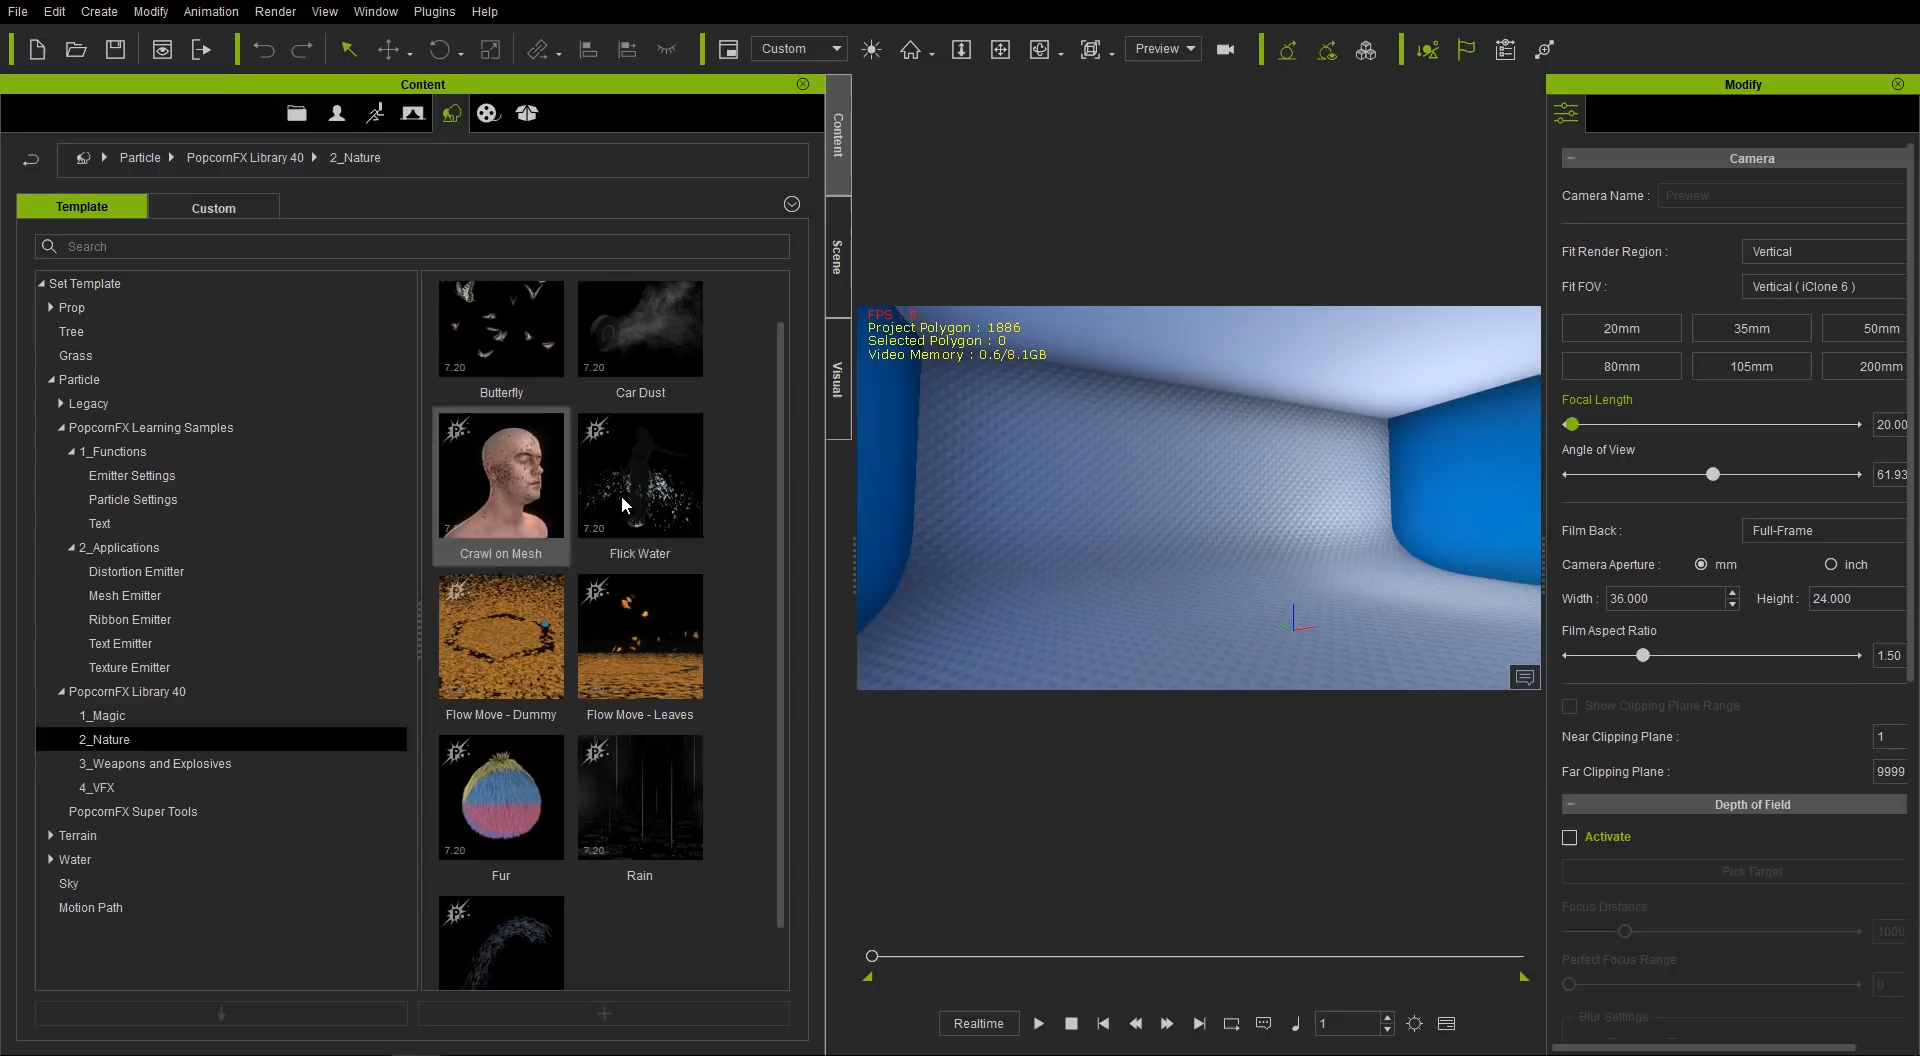 File Edit Create Modify Animation Render View Window Plugins Help
Custom
Preview
Content
Modify
Particle PopcornFX Library 40 2_Nature
Template
Custom
Search
Set Template
Prop
Tree
Grass
Particle
Legacy
PopcornFX Learning Samples
1_Functions
Emitter Settings
Particle Settings
Text
2_Applications
Distortion Emitter
Mesh Emitter
Ribbon Emitter
Text Emitter
Texture Emitter
PopcornFX Library 40
1_Magic
2_Nature
3_Weapons and Explosives
4_VFX
PopcornFX Super Tools
Terrain
Water
Sky
Motion Path
7.20
7.20
Butterfly
Car Dust
7.20
Crawl on Mesh
Flick Water
Flow Move - Dummy
Flow Move - Leaves
7.20
7.20
Fur
Rain
Content
Scene
Visual
FPS : 0
Project Polygon : 1886
Selected Polygon : 0
Video Memory : 0.6/8.1GB
Realtime
1
Camera
Camera Name : Preview
Fit Render Region : Vertical
Fit FOV : Vertical ( iClone 6 )
20mm 35mm 50mm
80mm 105mm 200mm
Focal Length
20.00
Angle of View
61.93
Film Back : Full-Frame
Camera Aperture : mm inch
Width : 36.000 Height : 24.000
Film Aspect Ratio
1.50
Show Clipping Plane Range
Near Clipping Plane : 1
Far Clipping Plane : 9999
Depth of Field
Activate
Pick Target
Focus Distance
1000
Perfect Focus Range
0
Blur Settings